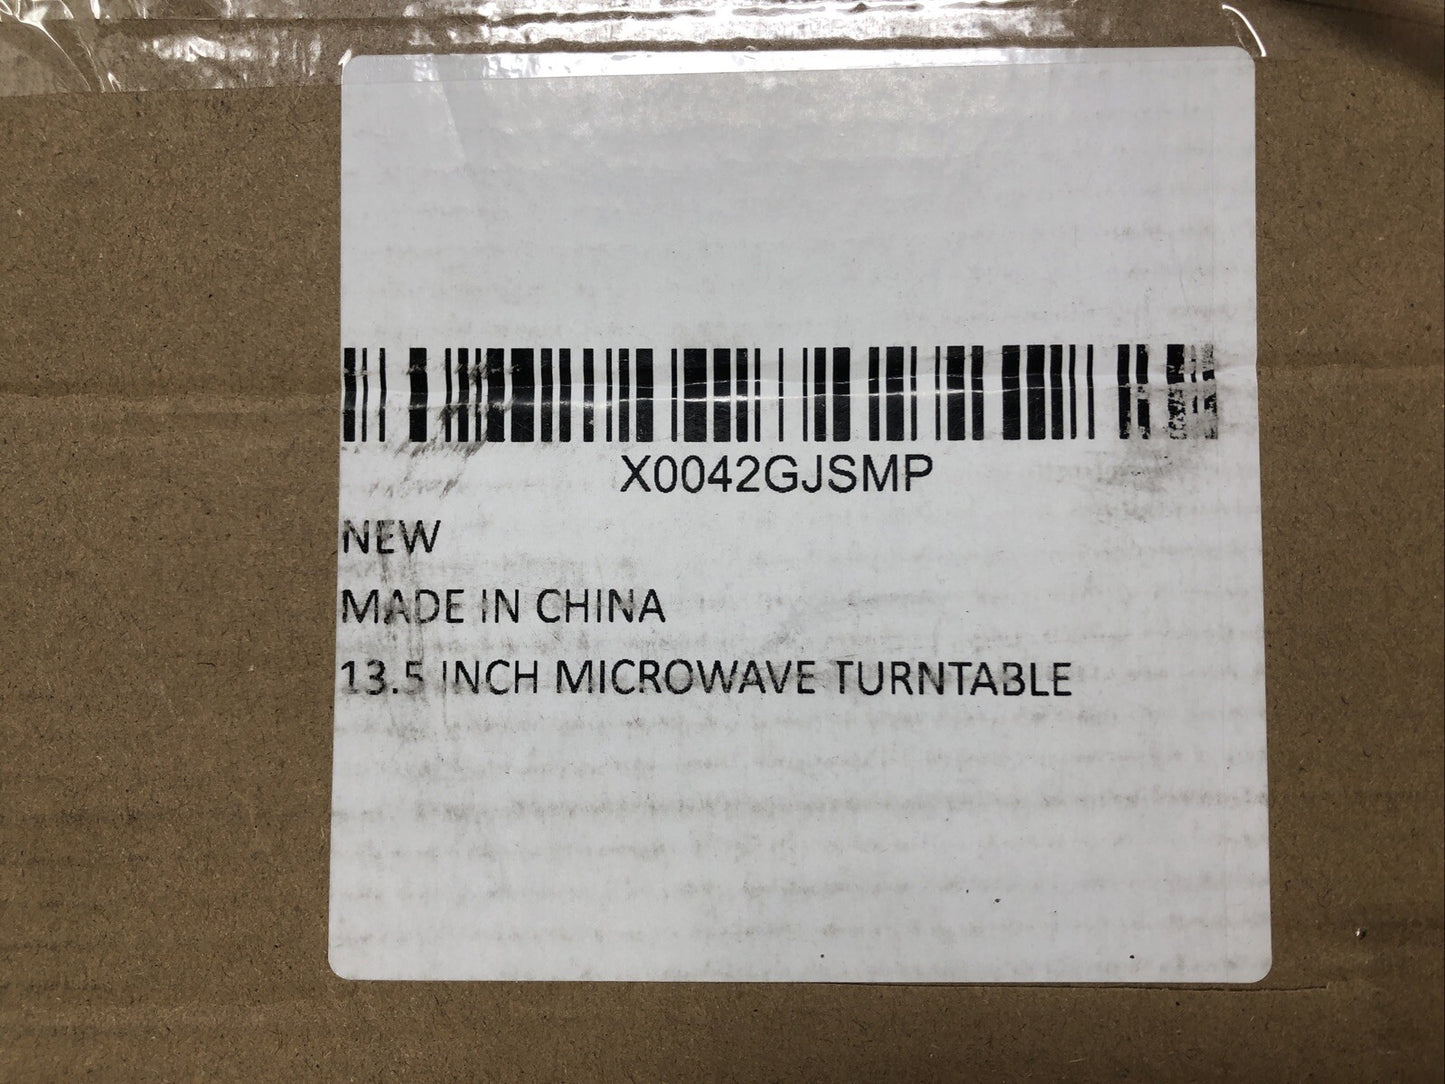 X0042GJSMP
NEW
MADE IN CHINA
13.5 INCH MICROWAVE TURNTABLE